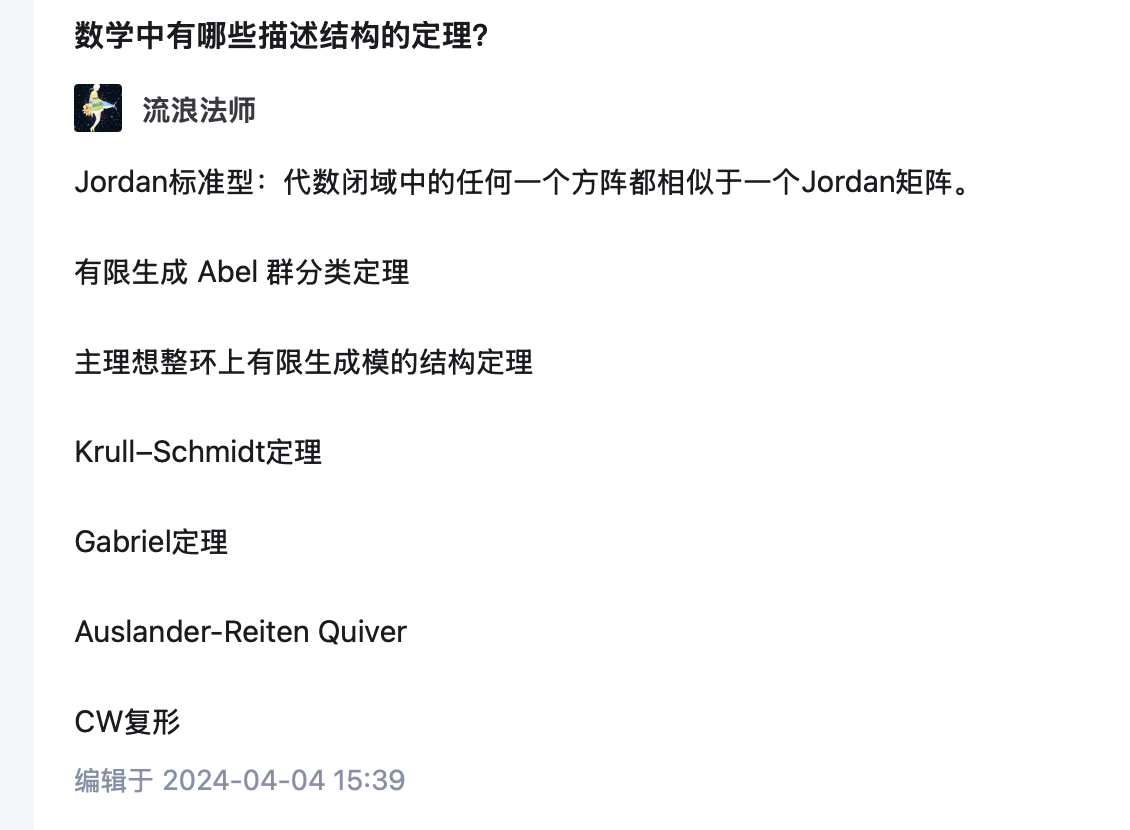 数学中有哪些描述结构的定理?
流浪法师
Jordan标准型：代数闭域中的任何一个方阵都相似于一个Jordan矩阵。
有限生成 Abel 群分类定理
主理想整环上有限生成模的结构定理
Krull–Schmidt定理
Gabriel定理
Auslander-Reiten Quiver
CW复形
编辑于 2024-04-04 15:39